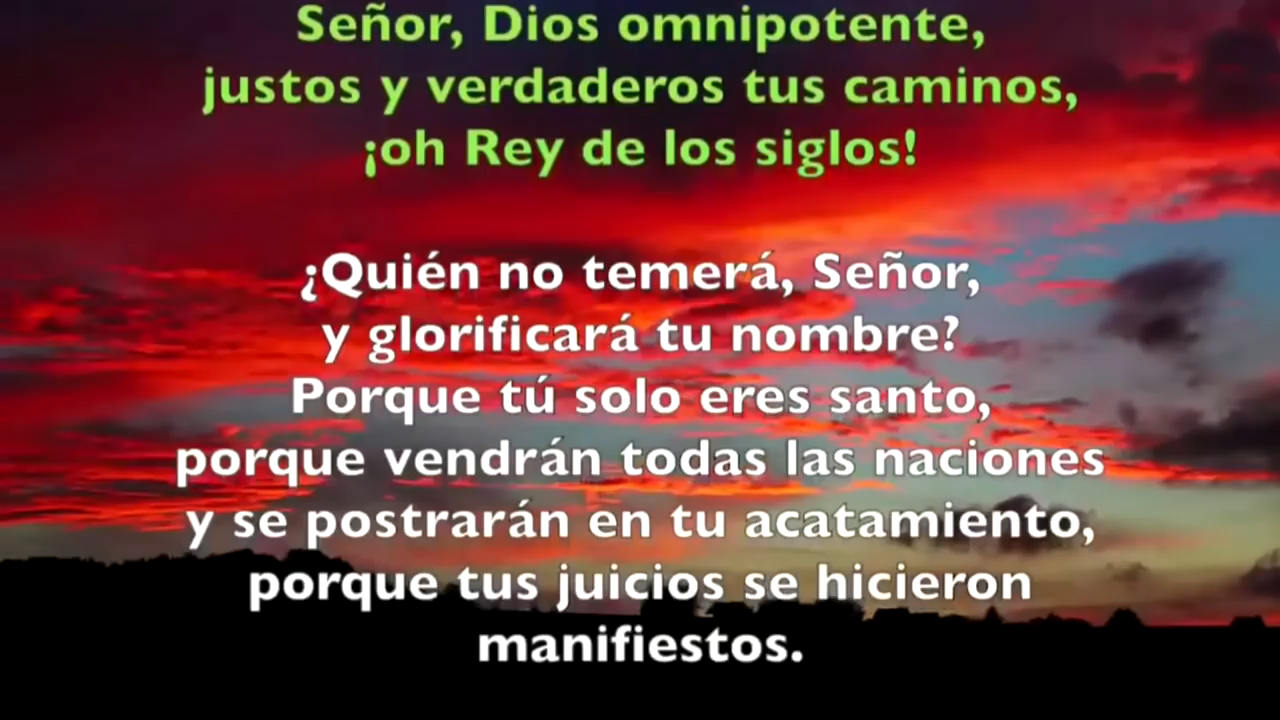 Señor, Dios omnipotente,
justos y verdaderos tus caminos,
¡oh Rey de los siglos!
¿Quién no temerá, Señor,
y glorificará tu nombre?
Porque tú solo eres santo,
porque vendrán todas las naciones
y se postrarán en tu acatamiento,
porque tus juicios se hicieron
manifiestos.